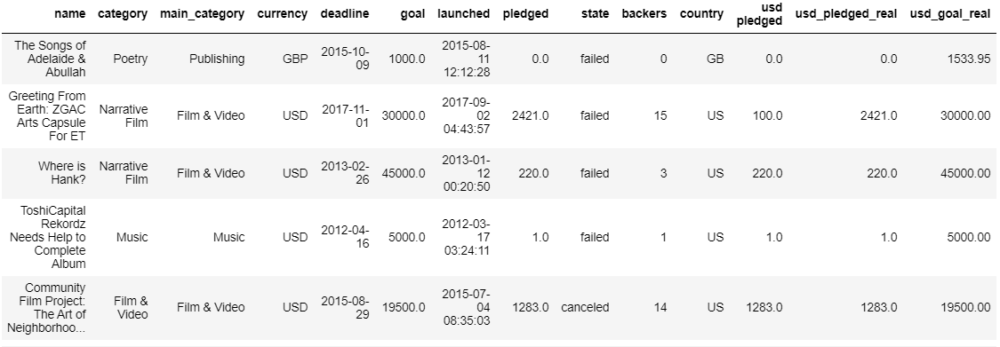 name category main_category currency deadline goal launched pledged state backers country usd pledged usd_pledged_real usd_goal_real
The Songs of Adelaide & Abullah Poetry Publishing GBP 2015-10-09 1000.0 2015-08-11 12:12:28 0.0 failed 0 GB 0.0 0.0 1533.95
Greeting From Earth: ZGAC Arts Capsule For ET Narrative Film Film & Video USD 2017-11-01 30000.0 2017-09-02 04:43:57 2421.0 failed 15 US 100.0 2421.0 30000.00
Where is Hank? Narrative Film Film & Video USD 2013-02-26 45000.0 2013-01-12 00:20:50 220.0 failed 3 US 220.0 220.0 45000.00
ToshiCapital Rekordz Needs Help to Complete Album Music Music USD 2012-04-16 5000.0 2012-03-17 03:24:11 1.0 failed 1 US 1.0 1.0 5000.00
Community Film Project: The Art of Neighborhoo... Film & Video Film & Video USD 2015-08-29 19500.0 2015-07-04 08:35:03 1283.0 canceled 14 US 1283.0 1283.0 19500.00